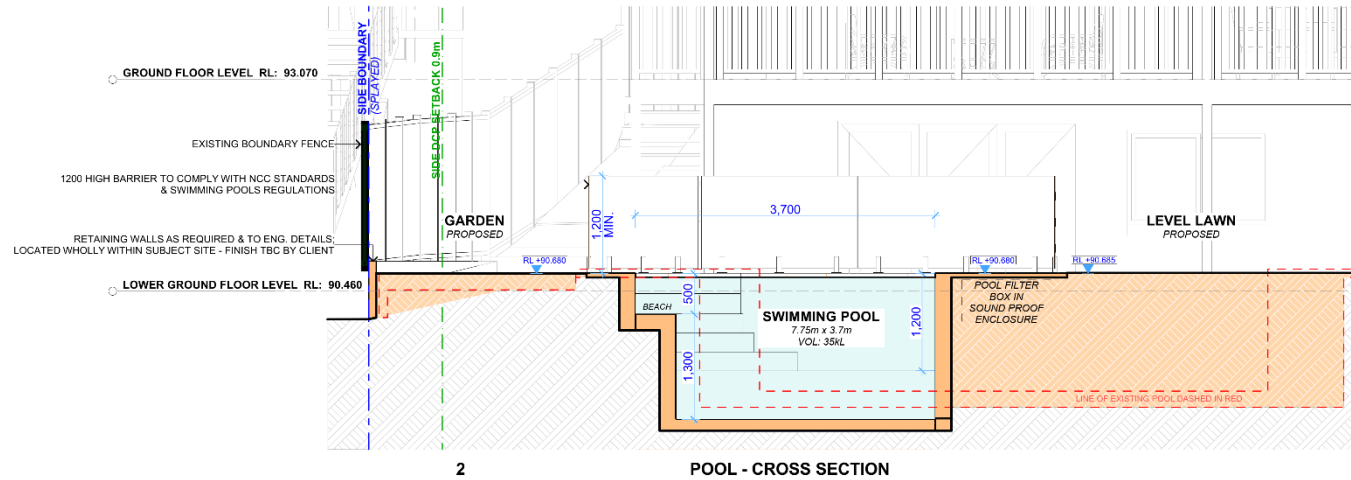 GROUND FLOOR LEVEL RL: 93.070
SIDE BOUNDARY
(SPLAYED)
SIDE DCP SETBACK 0.9m
EXISTING BOUNDARY FENCE
1200 HIGH BARRIER TO COMPLY WITH NCC STANDARDS
& SWIMMING POOLS REGULATIONS
RETAINING WALLS AS REQUIRED & TO ENG. DETAILS;
LOCATED WHOLLY WITHIN SUBJECT SITE - FINISH TBC BY CLIENT
LOWER GROUND FLOOR LEVEL RL: 90.460
GARDEN
PROPOSED
1,200
MIN.
3,700
LEVEL LAWN
PROPOSED
RL +90.680
RL +90.680
RL +90.685
BEACH
500
1,300
SWIMMING POOL
7.75m x 3.7m
VOL: 35kL
1,200
POOL FILTER
BOX IN
SOUND PROOF
ENCLOSURE
LINE OF EXISTING POOL DASHED IN RED
2
POOL - CROSS SECTION